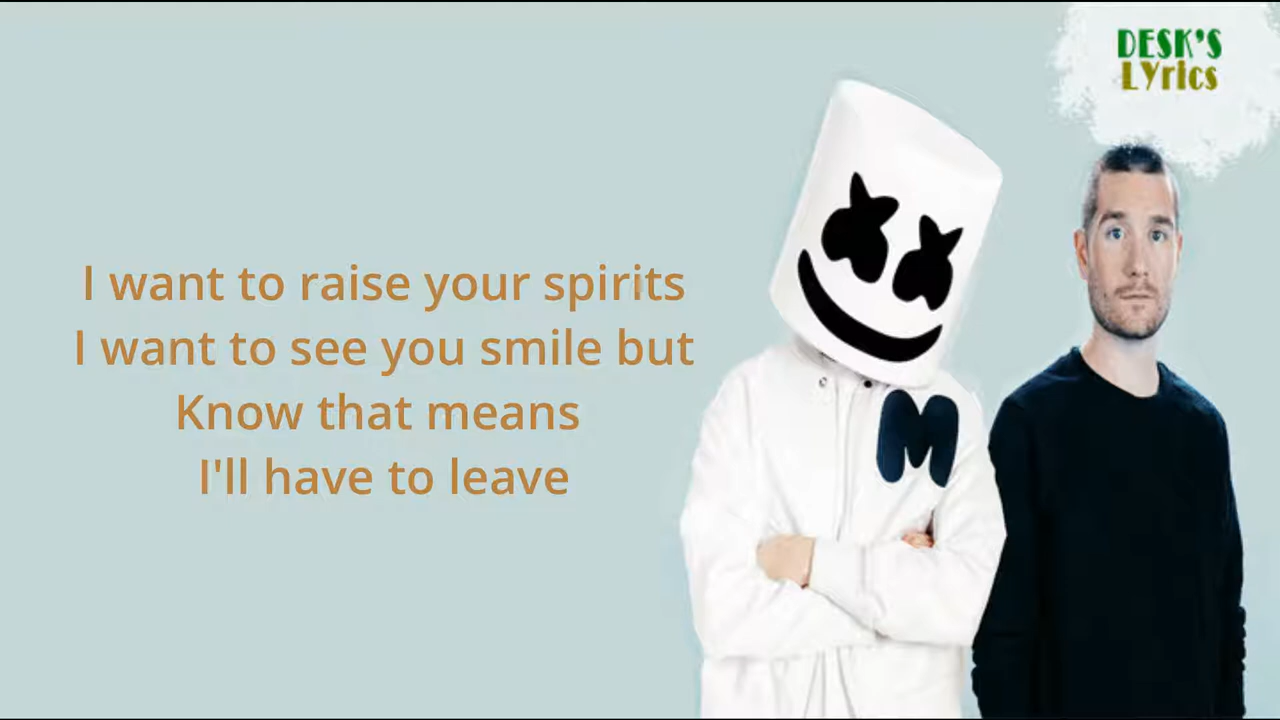 DESK'S
LYrics
I want to raise your spirits
I want to see you smile but
Know that means
I'll have to leave
M